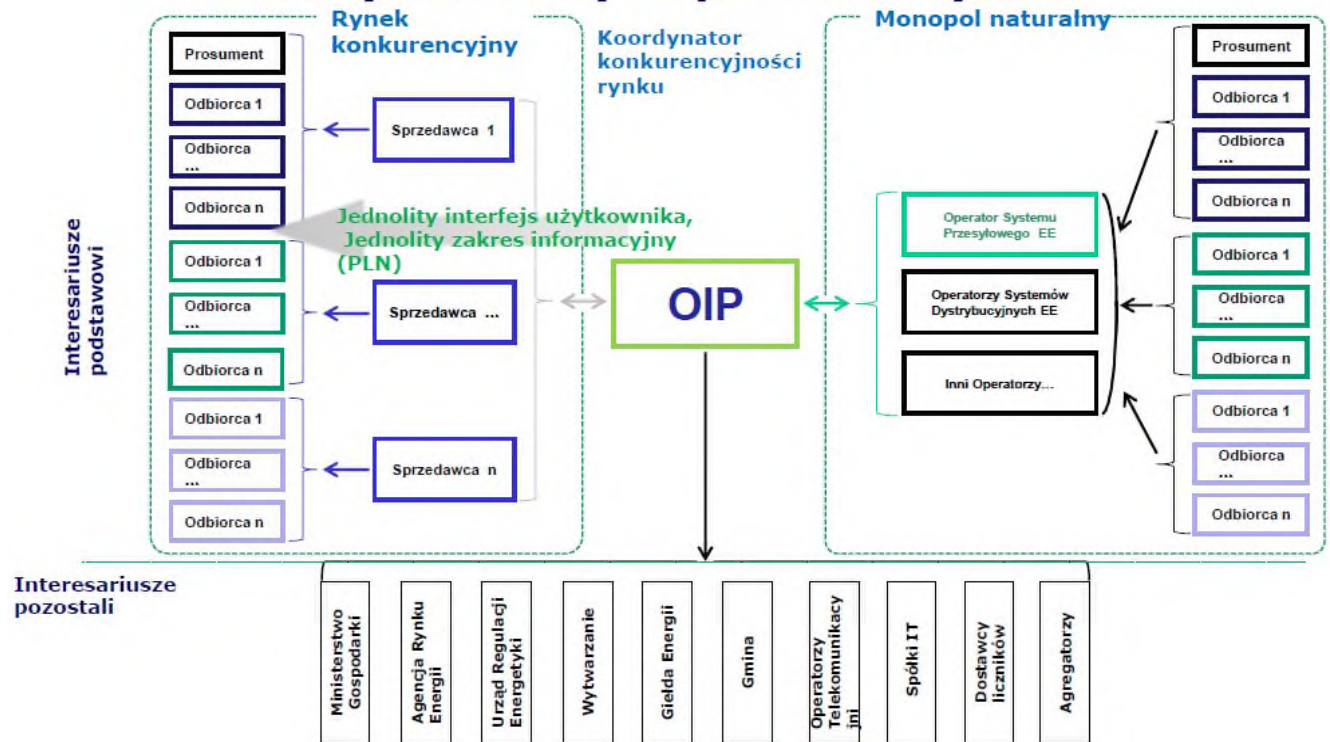 Rynek
konkurencyjny
Prosument
Odbiorca 1
Odbiorca
...
Odbiorca n
Odbiorca 1
Odbiorca
...
Odbiorca n
Odbiorca 1
Odbiorca
...
Odbiorca n
Sprzedawca 1
Sprzedawca ...
Sprzedawca n
Jednolity interfejs użytkownika,
Jednolity zakres informacyjny
(PLN)
Koordynator
konkurencyjności
rynku
OIP
Monopol naturalny
Operator Systemu
Przesyłowego EE
Operatorzy Systemów
Dystrybucyjnych EE
Inni Operatorzy...
Prosument
Odbiorca 1
Odbiorca
...
Odbiorca n
Odbiorca 1
Odbiorca
...
Odbiorca n
Odbiorca 1
Odbiorca
...
Odbiorca n
Interesariusze
podstawowi
Interesariusze
pozostali
Ministerstwo
Gospodarki
Agencja Rynku
Energii
Urząd Regulacji
Energetyki
Wytwarzanie
Giełda Energii
Gmina
Operatorzy
Telekomunikacy
jni
Spółki IT
Dostawcy
liczników
Agregatorzy